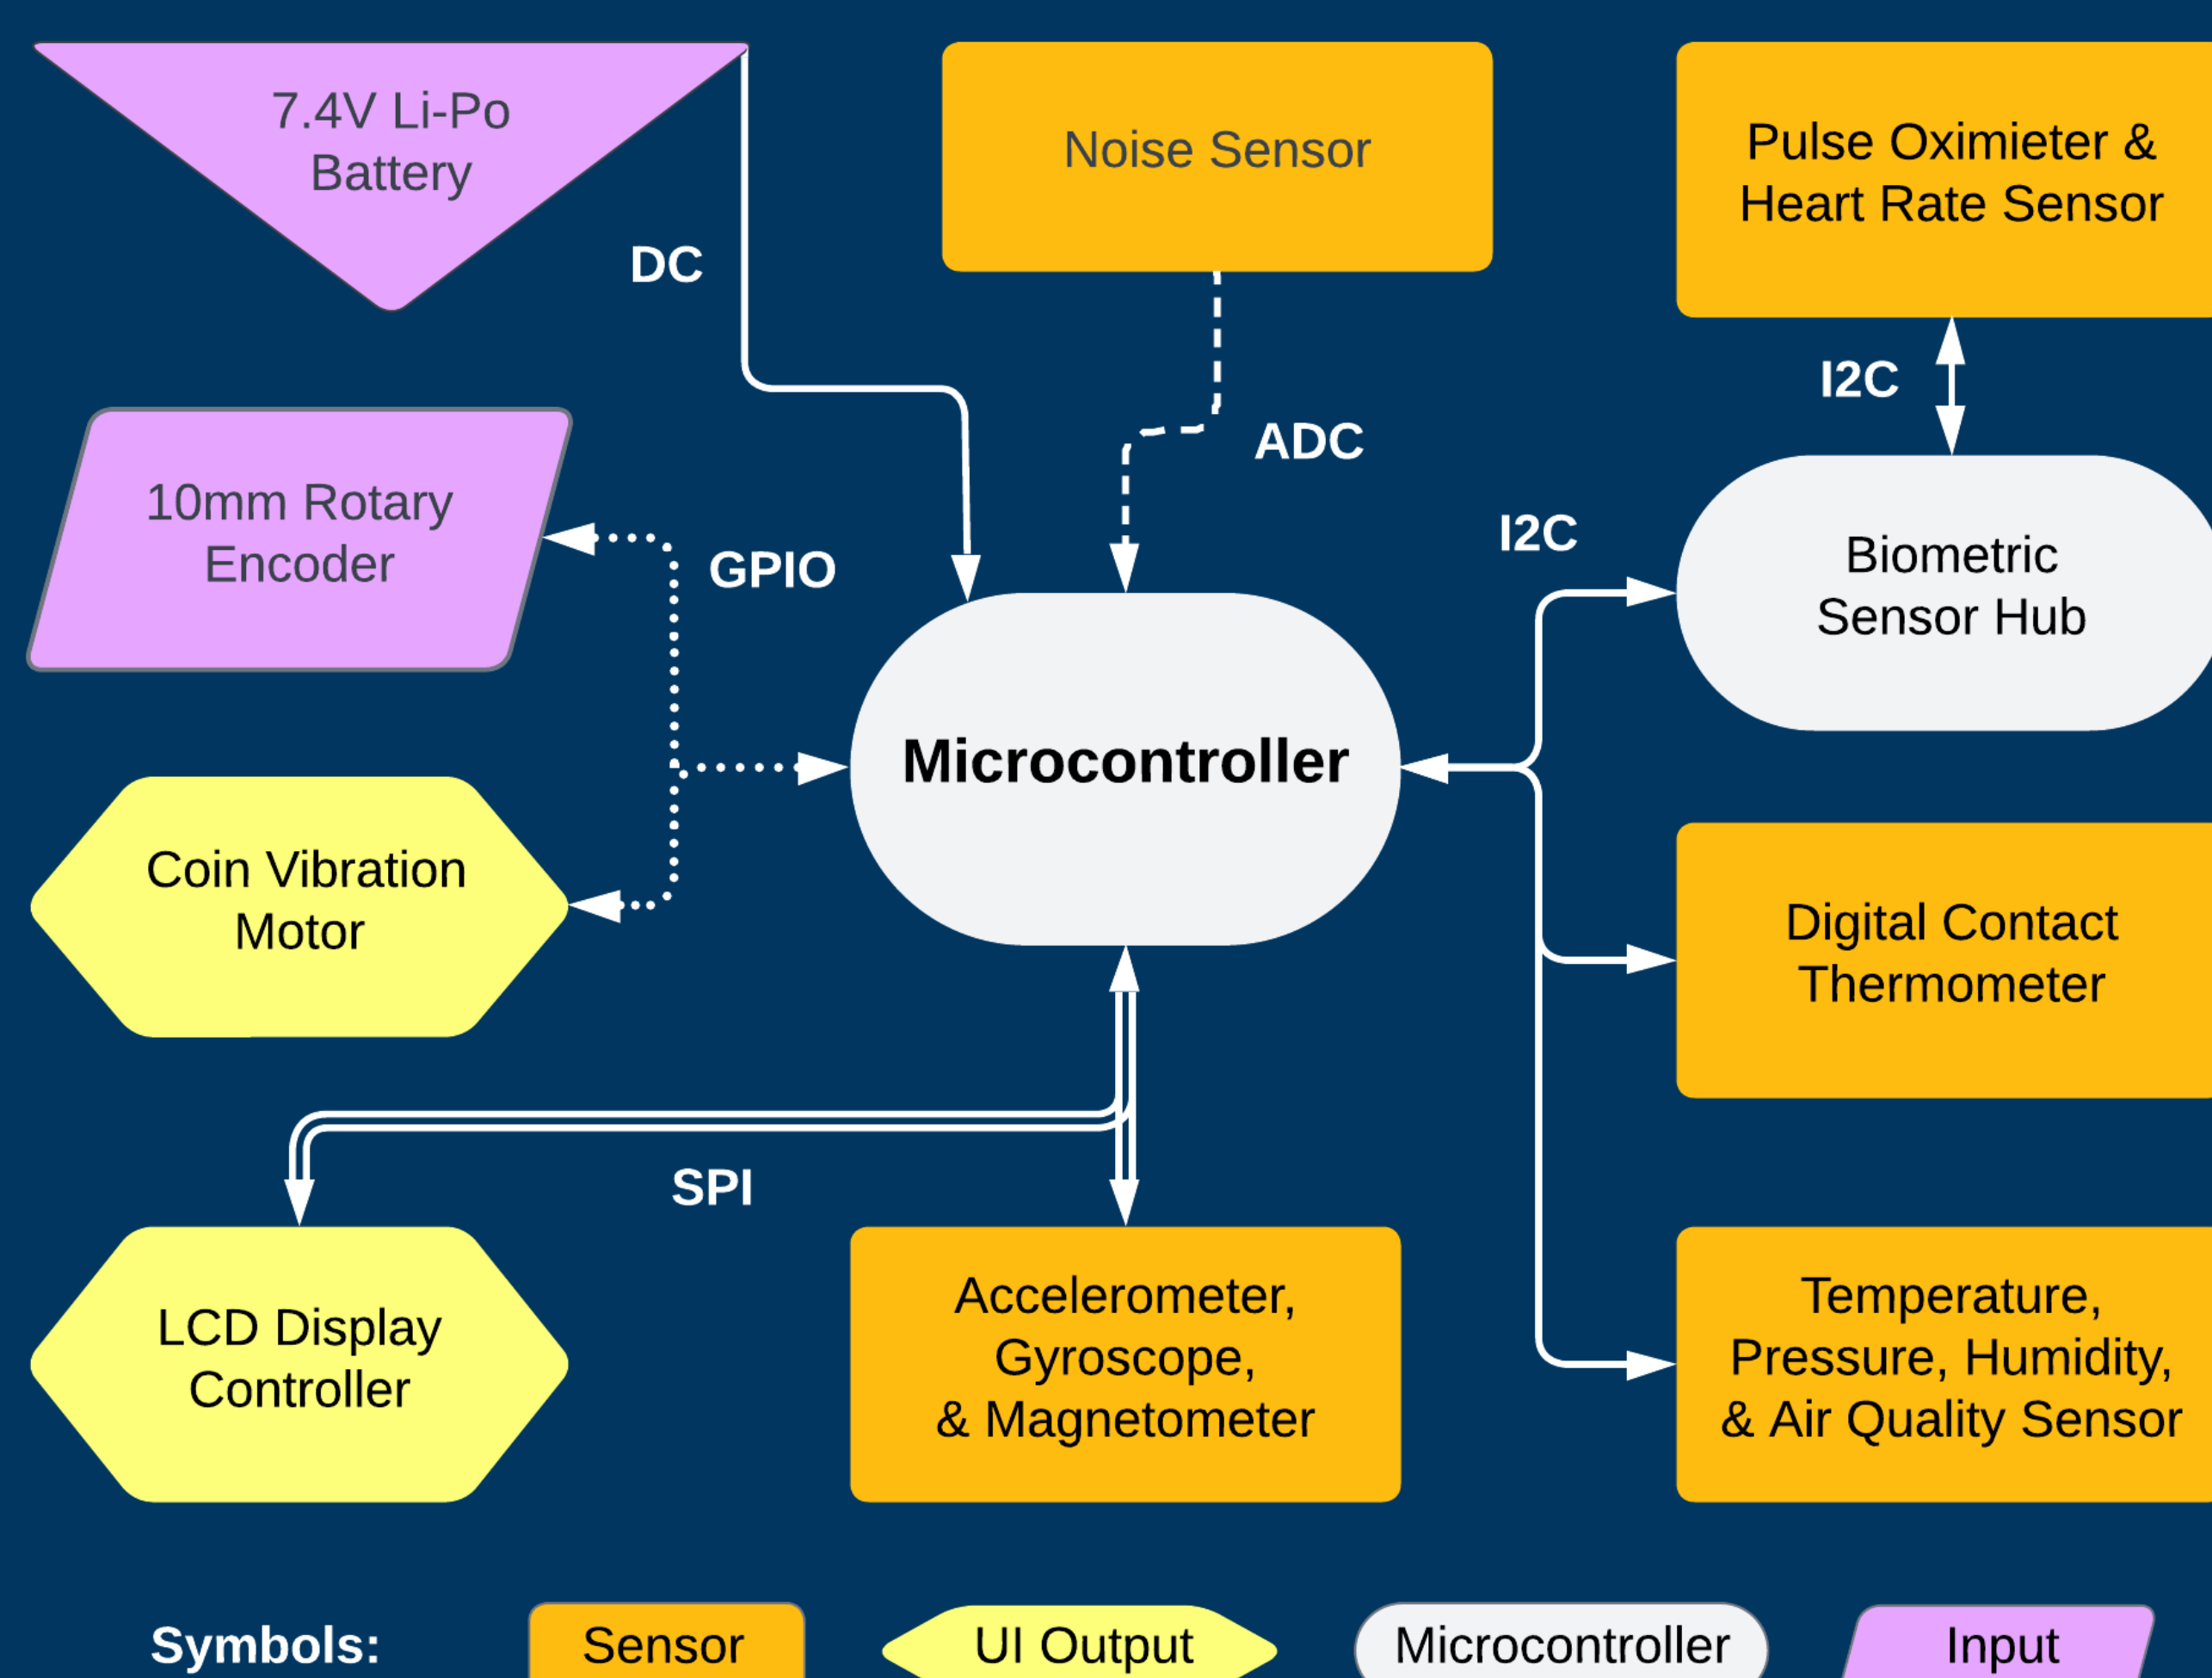 7.4V Li-Po
Battery
Noise Sensor
Pulse Oximieter &
Heart Rate Sensor
DC
ADC
I2C
10mm Rotary
Encoder
GPIO
I2C
Biometric
Sensor Hub
Microcontroller
Coin Vibration
Motor
Digital Contact
Thermometer
SPI
LCD Display
Controller
Accelerometer,
Gyroscope,
& Magnetometer
Temperature,
Pressure, Humidity,
& Air Quality Sensor
Symbols:
Sensor
UI Output
Microcontroller
Input